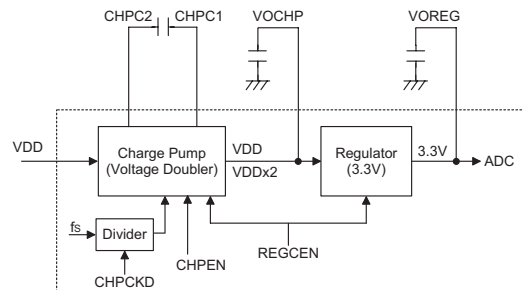 CHPC2 CHPC1
VOCHP
VOREG
VDD
Charge Pump
(Voltage Doubler)
VDD
VDDx2
Regulator
(3.3V)
3.3V
ADC
fS
Divider
CHPCKD
CHPEN
REGCEN